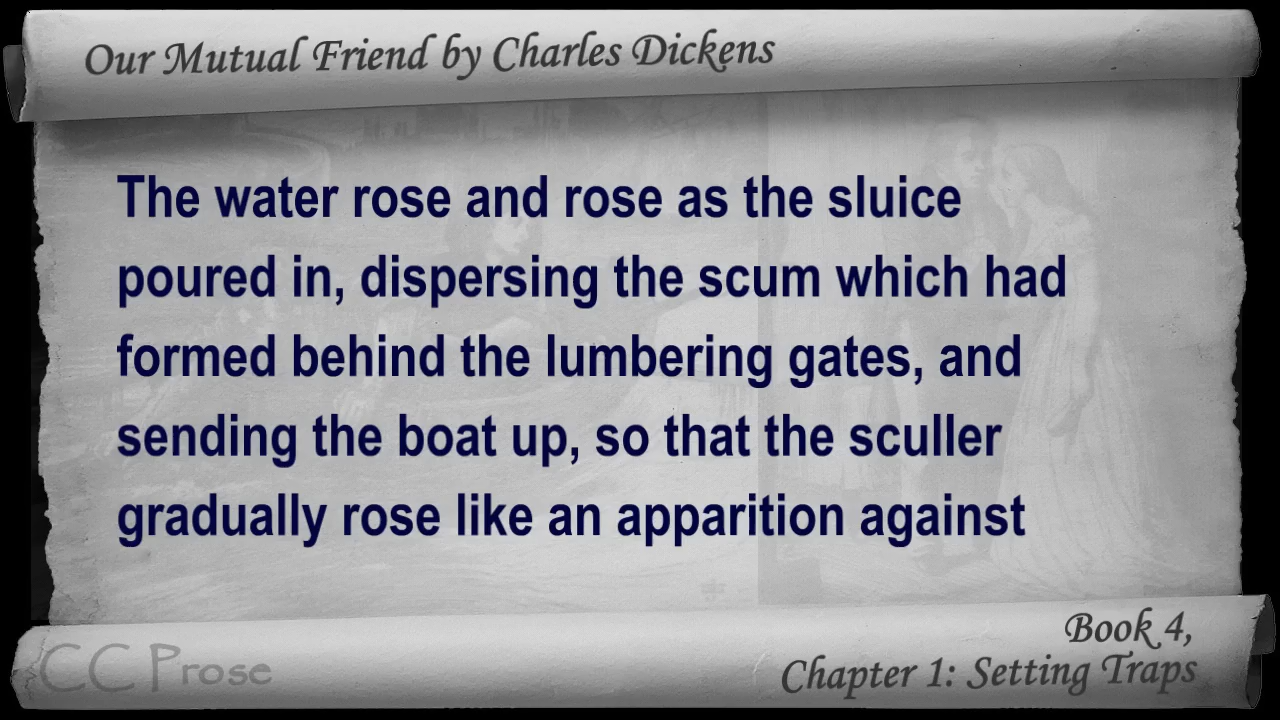 Our Mutual Friend by Charles Dickens
The water rose and rose as the sluice
poured in, dispersing the scum which had
formed behind the lumbering gates, and
sending the boat up, so that the sculler
gradually rose like an apparition against
Book 4,
Chapter 1: Setting Traps
CC Prose